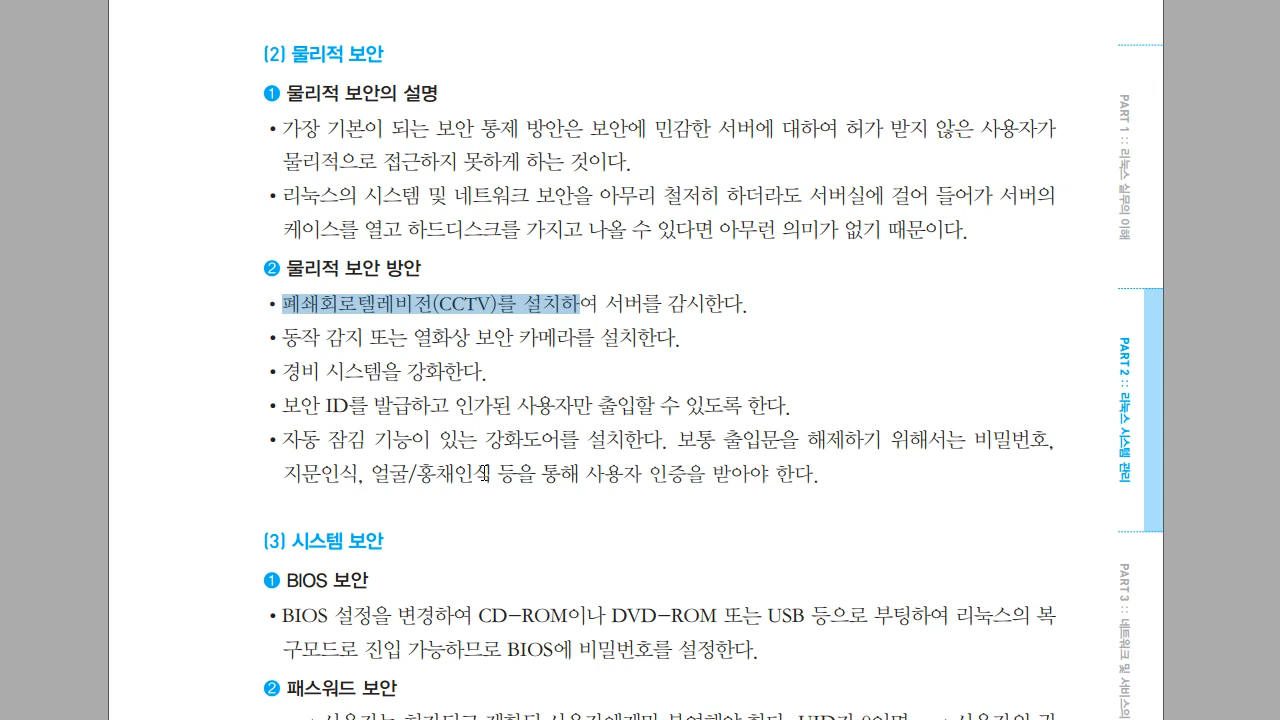 (2) 물리적 보안
❶ 물리적 보안의 설명
• 가장 기본이 되는 보안 통제 방안은 보안에 민감한 서버에 대하여 허가 받지 않은 사용자가
물리적으로 접근하지 못하게 하는 것이다.
• 리눅스의 시스템 및 네트워크 보안을 아무리 철저히 하더라도 서버실에 걸어 들어가 서버의
케이스를 열고 하드디스크를 가지고 나올 수 있다면 아무런 의미가 없기 때문이다.
❷ 물리적 보안 방안
• 폐쇄회로텔레비전(CCTV)를 설치하여 서버를 감시한다.
• 동작 감지 또는 열화상 보안 카메라를 설치한다.
• 경비 시스템을 강화한다.
• 보안 ID를 발급하고 인가된 사용자만 출입할 수 있도록 한다.
• 자동 잠김 기능이 있는 강화도어를 설치한다. 보통 출입문을 해제하기 위해서는 비밀번호,
지문인식, 얼굴/홍채인식 등을 통해 사용자 인증을 받아야 한다.
(3) 시스템 보안
❶ BIOS 보안
• BIOS 설정을 변경하여 CD-ROM이나 DVD-ROM 또는 USB 등으로 부팅하여 리눅스의 복
구모드로 진입 가능하므로 BIOS에 비밀번호를 설정한다.
❷ 패스워드 보안
PART 1 :: 리눅스 실무의 이해
PART 2 :: 리눅스 시스템 관리
PART 3 :: 네트워크 및 서비스의